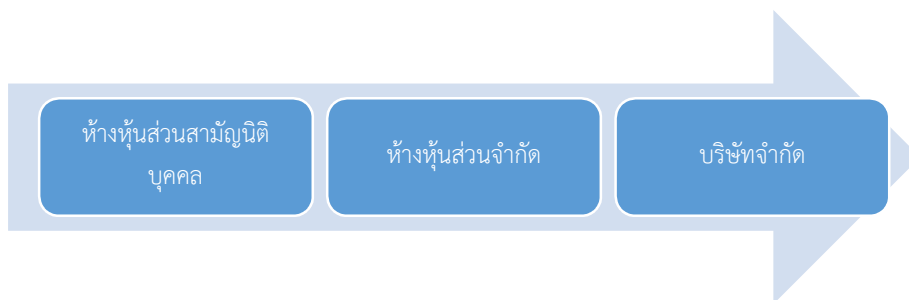 ห้างหุ้นส่วนสามัญนิติ
บุคคล
ห้างหุ้นส่วนจำกัด
บริษัทจำกัด